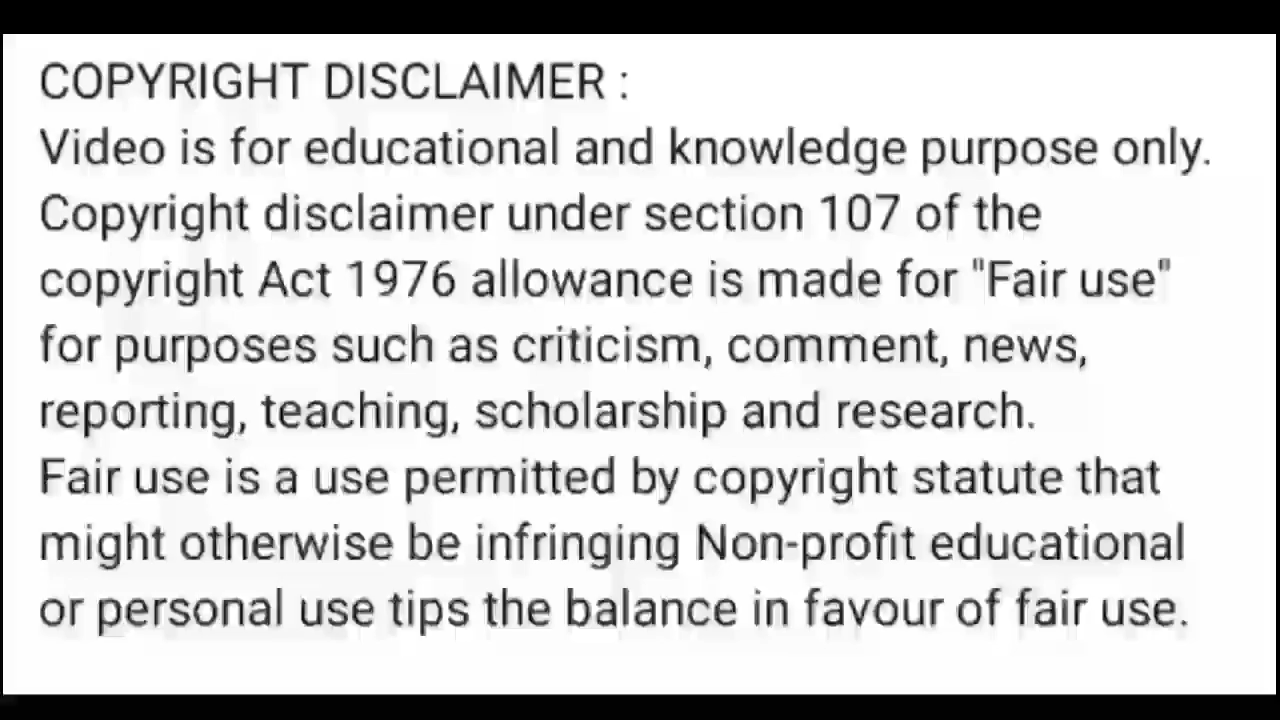 COPYRIGHT DISCLAIMER :
Video is for educational and knowledge purpose only.
Copyright disclaimer under section 107 of the
copyright Act 1976 allowance is made for "Fair use"
for purposes such as criticism, comment, news,
reporting, teaching, scholarship and research.
Fair use is a use permitted by copyright statute that
might otherwise be infringing Non-profit educational
or personal use tips the balance in favour of fair use.